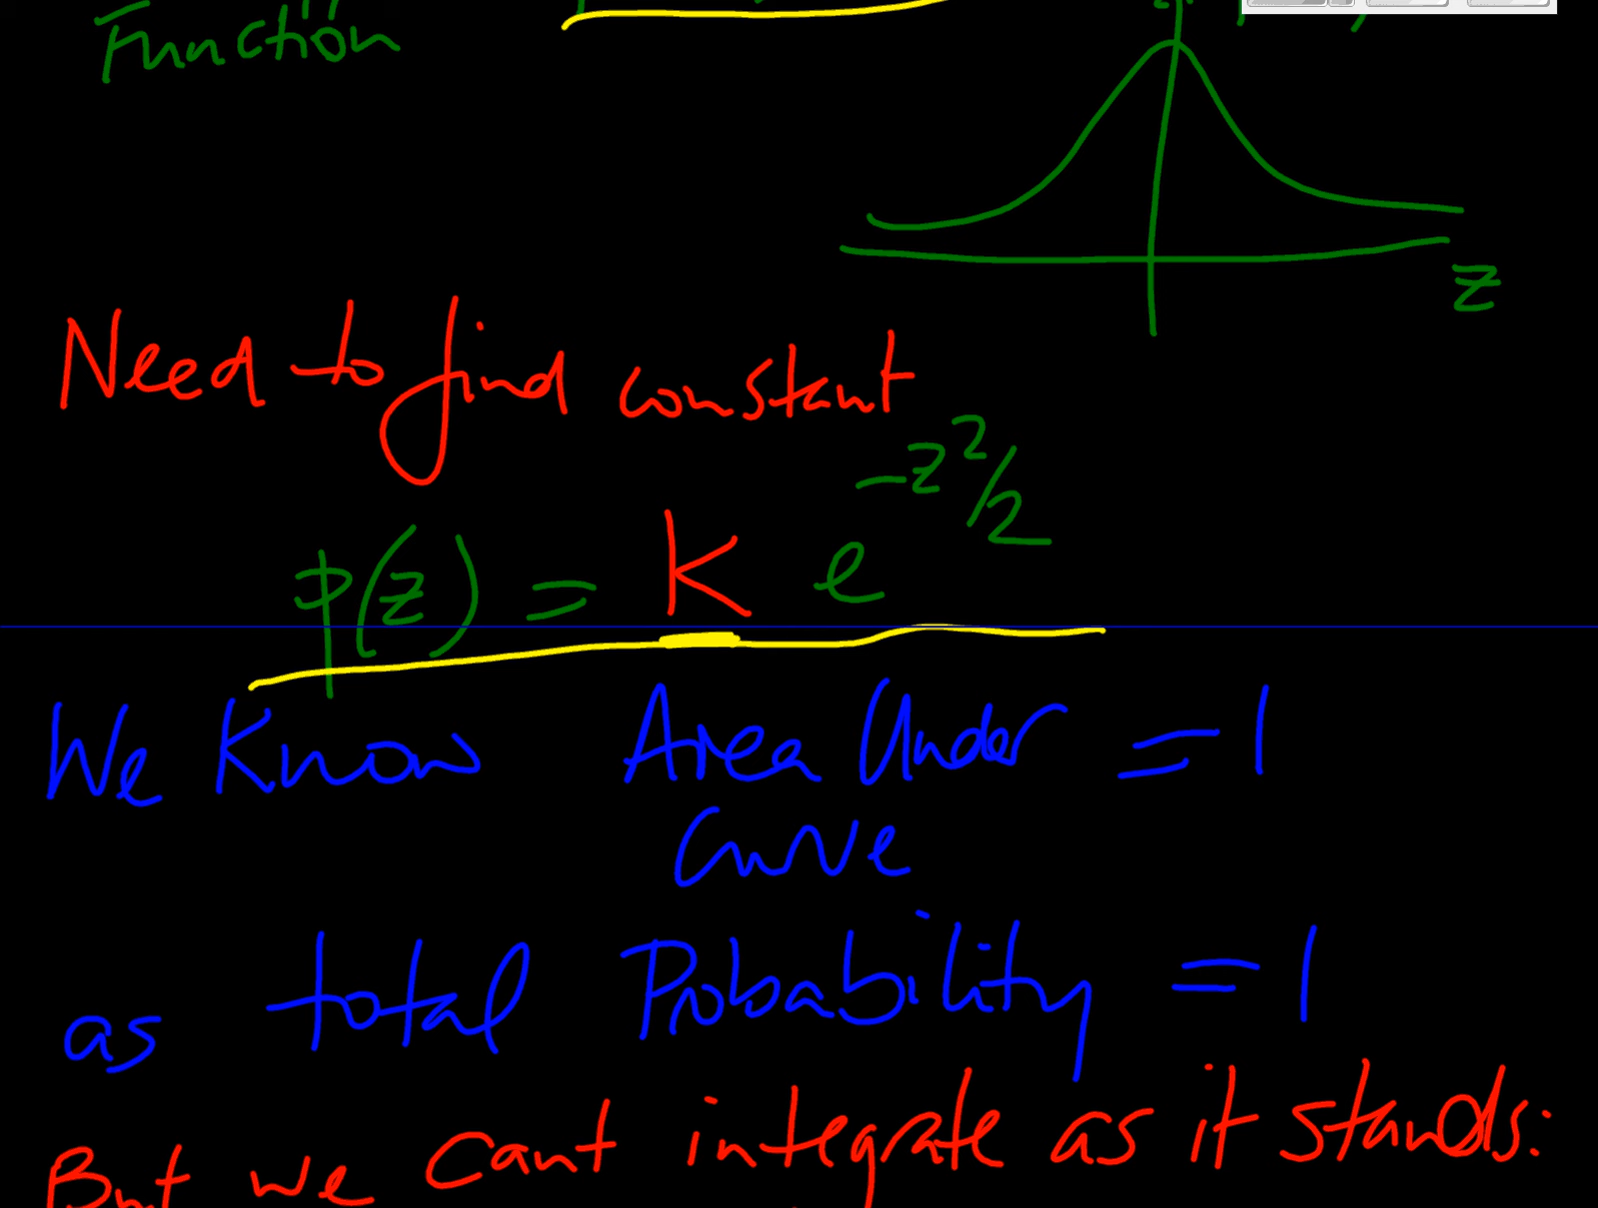 Function
z
Need to find constant
p(z) = K e^{-z^2/2}
We Know Area Under = 1
Curve
as total Probability = 1
But we cant integrate as it stands: